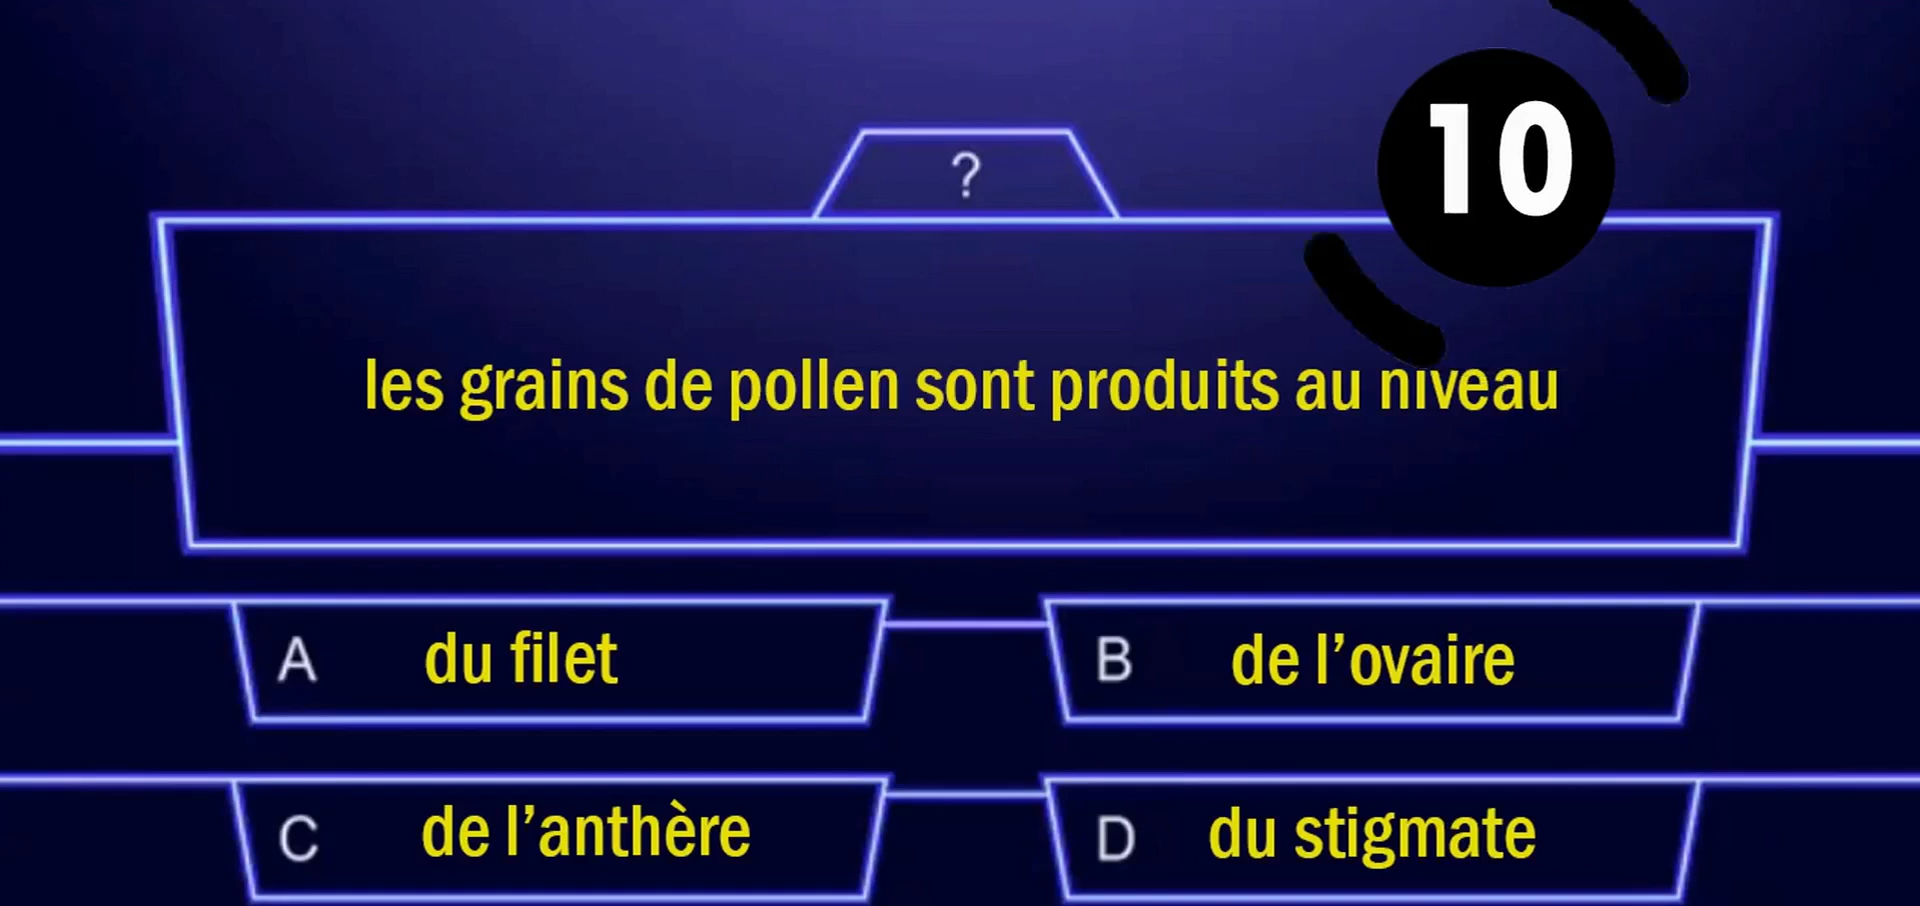 10
?
les grains de pollen sont produits au niveau
A du filet
B de l’ovaire
C de l’anthère
D du stigmate